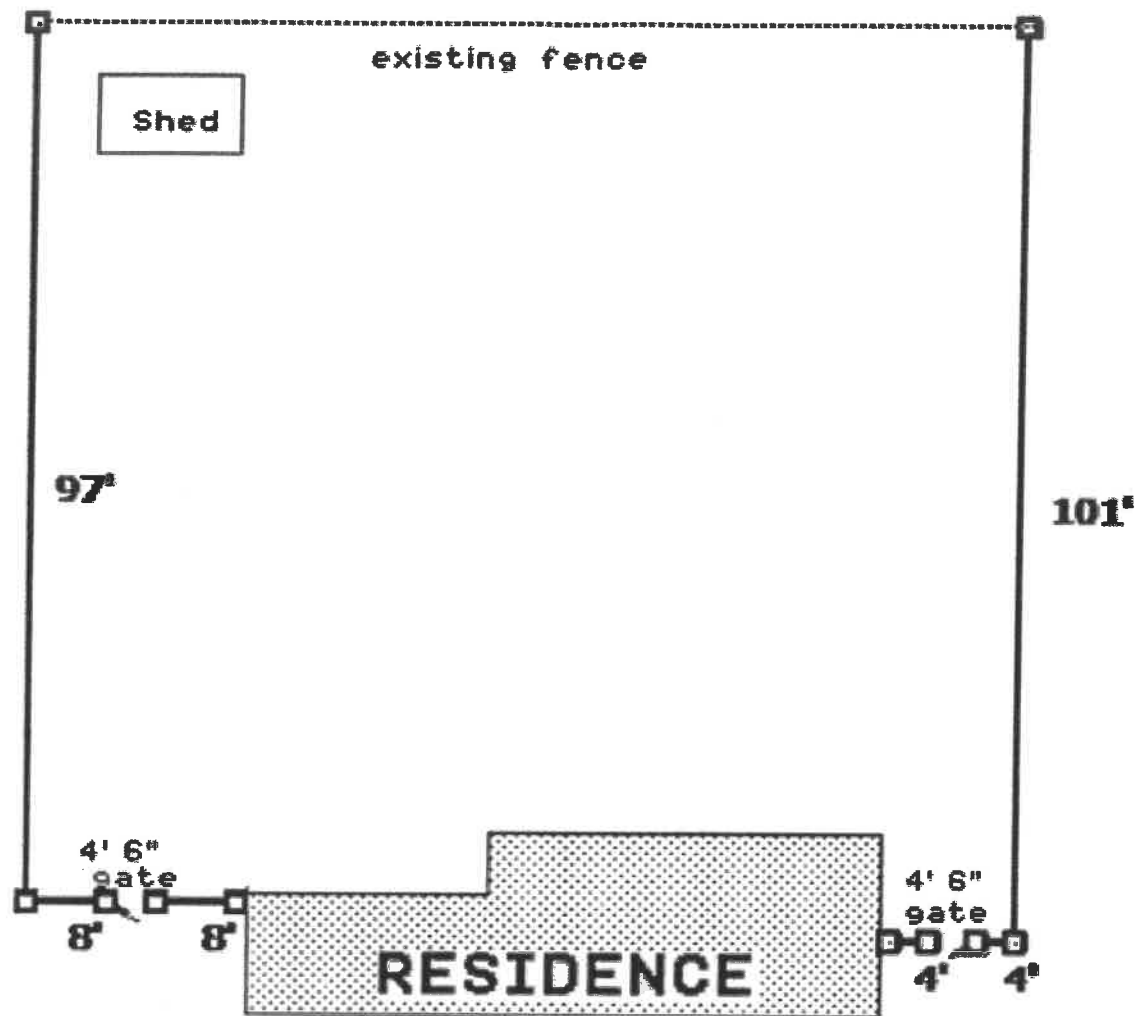 existing fence
Shed
97'
101'
4' 6"
gate
8'
8'
4' 6"
gate
4'
4'
RESIDENCE